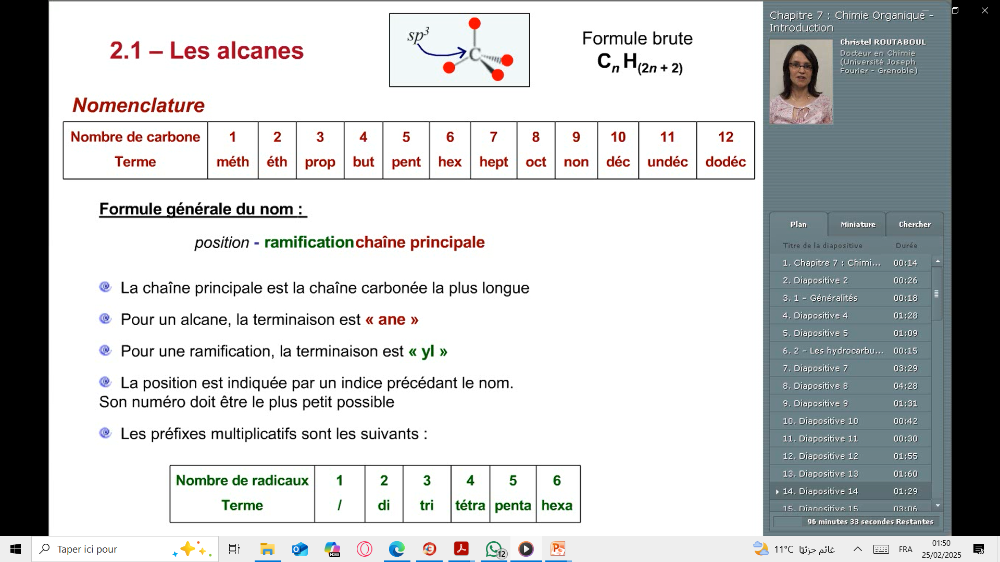 2.1 – Les alcanes
sp³
C
Formule brute
CnH(2n + 2)
Nomenclature
Nombre de carbone 1 2 3 4 5 6 7 8 9 10 11 12
Terme méth éth prop but pent hex hept oct non déc undéc dodéc
Formule générale du nom :
position - ramificationchaîne principale
La chaîne principale est la chaîne carbonée la plus longue
Pour un alcane, la terminaison est « ane »
Pour une ramification, la terminaison est « yl »
La position est indiquée par un indice précédant le nom.
Son numéro doit être le plus petit possible
Les préfixes multiplicatifs sont les suivants :
Nombre de radicaux 1 2 3 4 5 6
Terme / di tri tétra penta hexa
Chapitre 7 : Chimie Organique -
Introduction
Christel ROUTABOUL
Docteur en Chimie
(Université Joseph
Fourier - Grenoble)
Plan Miniature Chercher
Titre de la diapositive Durée
1. Chapitre 7 : Chimi... 00:14
2. Diapositive 2 00:26
3. 1 – Généralités 00:18
4. Diapositive 4 01:28
5. Diapositive 5 01:09
6. 2 – Les hydrocarbu... 00:15
7. Diapositive 7 03:29
8. Diapositive 8 04:28
9. Diapositive 9 01:31
10. Diapositive 10 00:42
11. Diapositive 11 00:30
12. Diapositive 12 01:55
13. Diapositive 13 01:60
14. Diapositive 14 01:29
15. Diapositive 15 03:06
96 minutes 33 secondes Restantes
Taper ici pour
M365
12
11°C غائم جزئيًا
FRA
01:50
25/02/2025